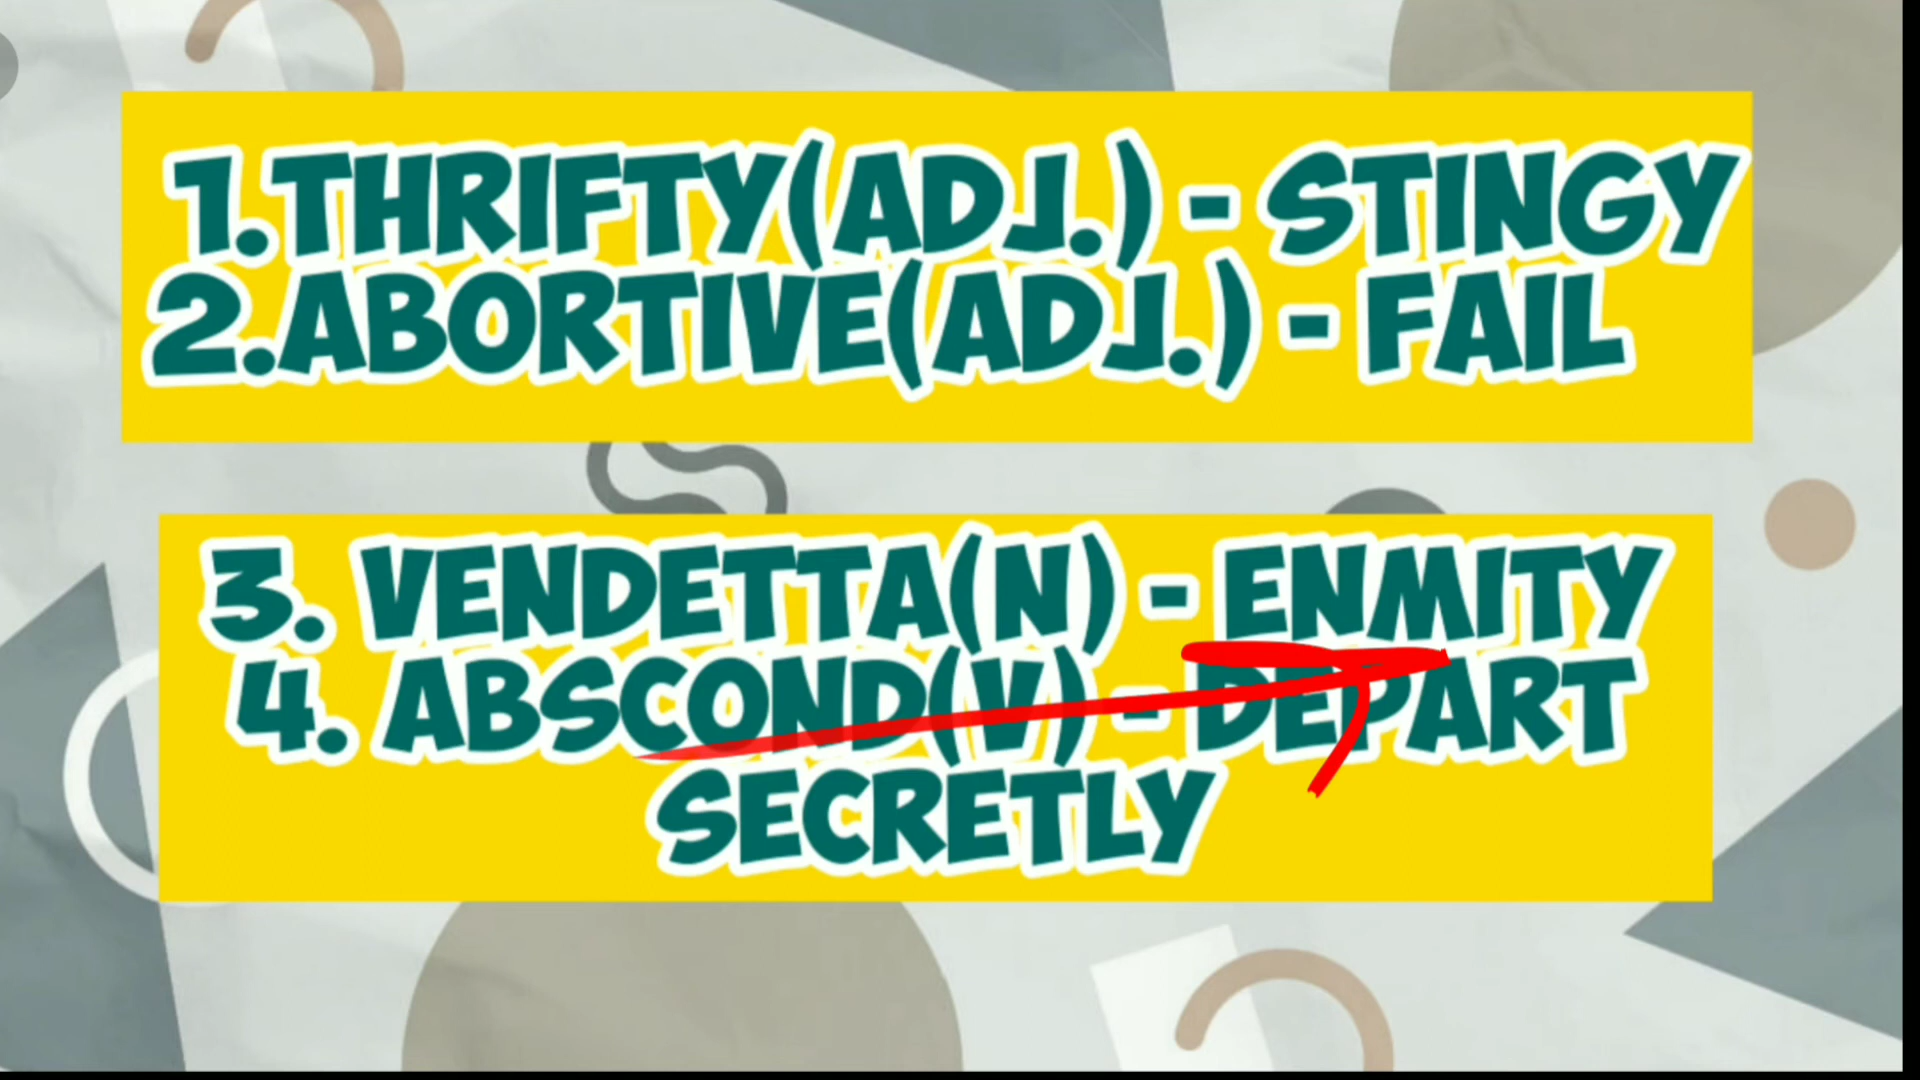 1.THRIFTY(ADJ.) - STINGY
2.ABORTIVE(ADJ.) - FAIL
3. VENDETTA(N) - ENMITY
4. ABSCOND(V) - DEPART
SECRETLY